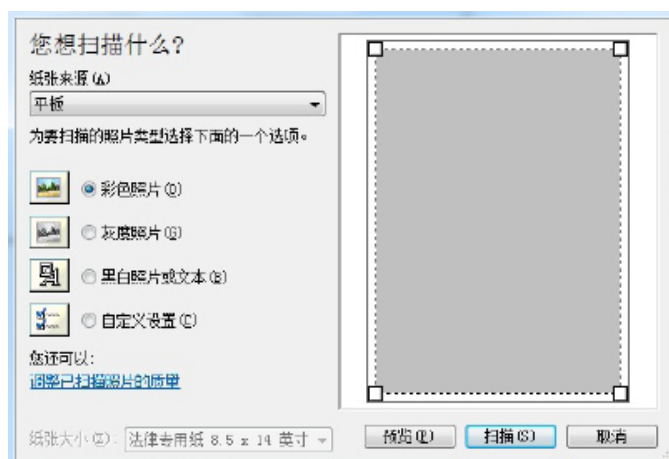 您想扫描什么?
纸张来源(A)
平板
为要扫描的照片类型选择下面的一个选项。
彩色照片(O)
灰度照片(G)
黑白照片或文本(B)
自定义设置(C)
您还可以:
调整已扫描照片的质量
纸张大小(Z): 法律专用纸 8.5 x 14 英寸
预览(P) 扫描(S) 取消